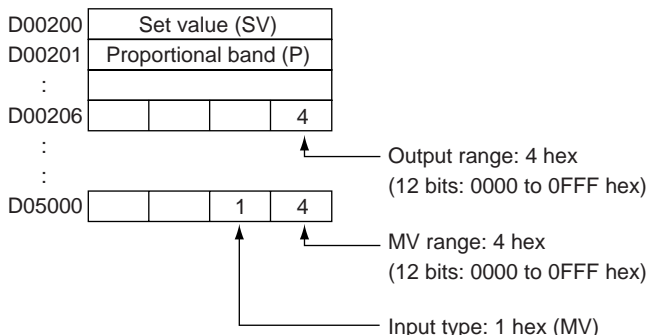 D00200 Set value (SV)
D00201 Proportional band (P)
:
D00206 4
:
Output range: 4 hex
(12 bits: 0000 to 0FFF hex)
:
D05000 1 4
MV range: 4 hex
(12 bits: 0000 to 0FFF hex)
Input type: 1 hex (MV)